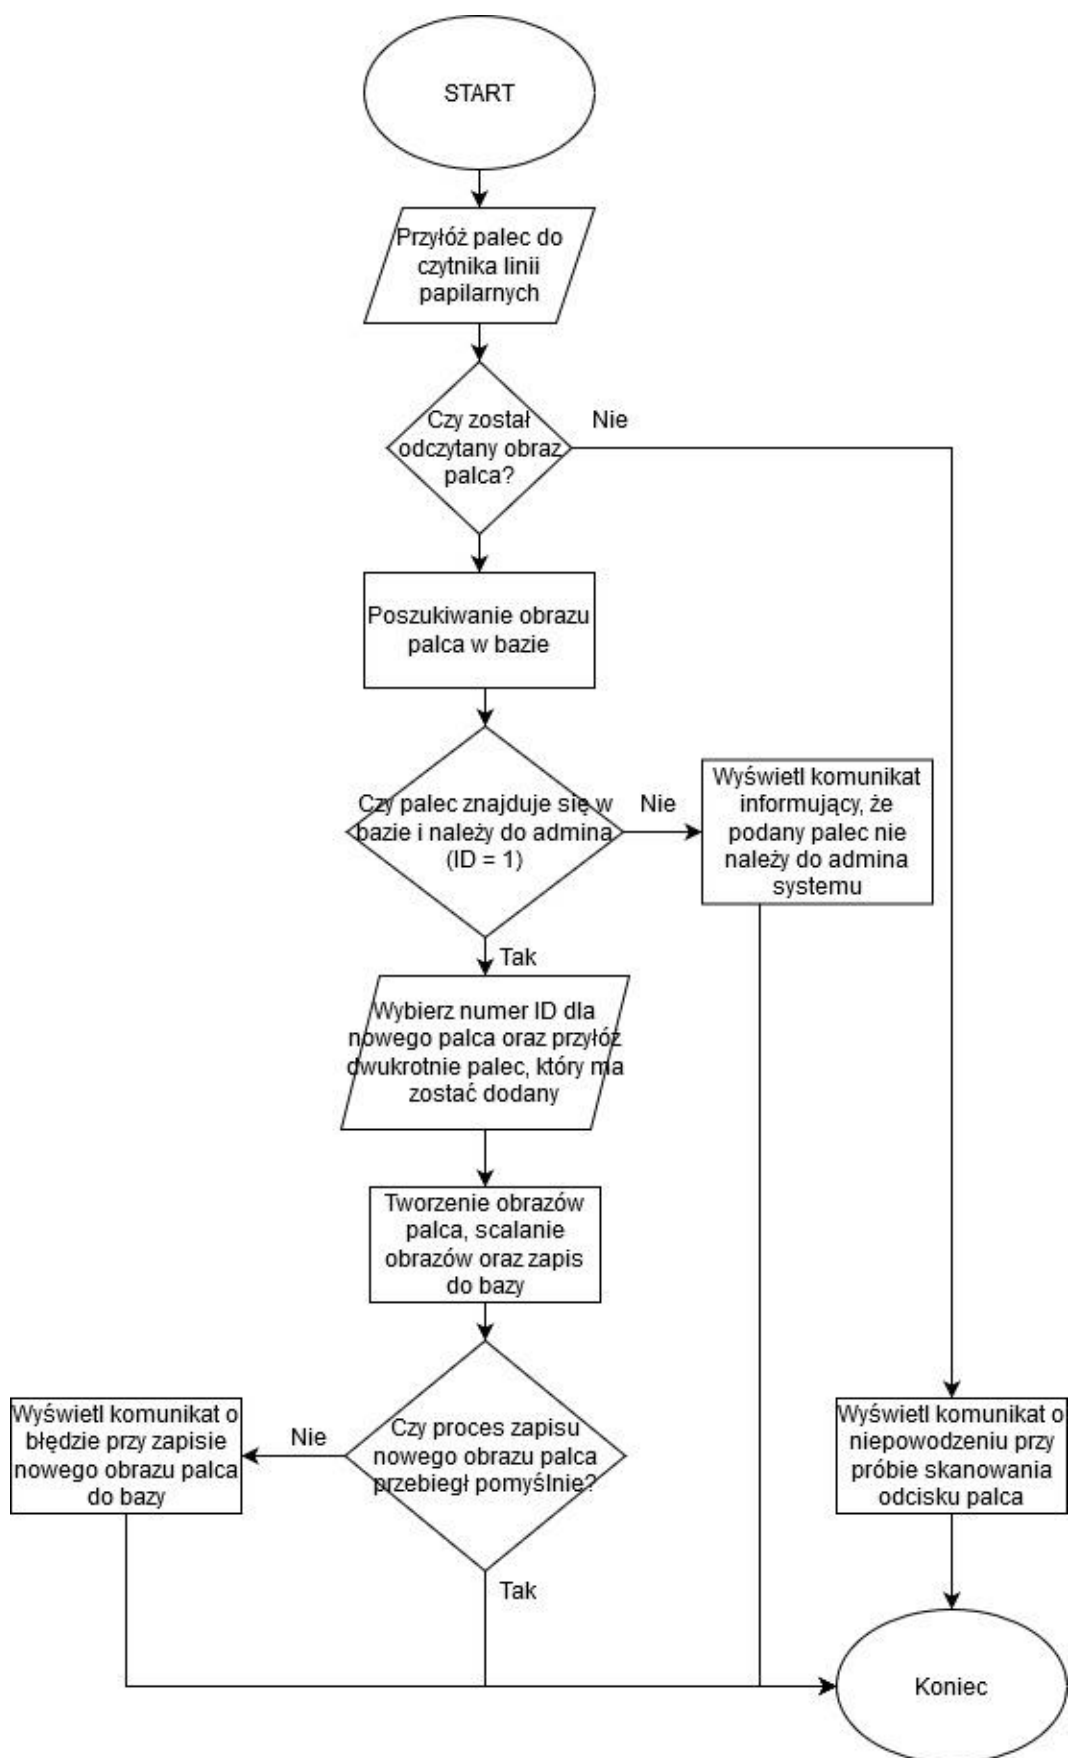 START
Przyłóż palec do
czytnika linii
papilarnych
Czy został
odczytany obraz
palca?
Nie
Poszukiwanie obrazu
palca w bazie
Czy palec znajduje się w
bazie i należy do admina
(ID = 1)
Nie
Wyświetl komunikat
informujący, że
podany palec nie
należy do admina
systemu
Tak
Wybierz numer ID dla
nowego palca oraz przyłóż
dwukrotnie palec, który ma
zostać dodany
Tworzenie obrazów
palca, scalanie
obrazów oraz zapis
do bazy
Czy proces zapisu
nowego obrazu palca
przebiegł pomyślnie?
Nie
Wyświetl komunikat o
błędzie przy zapisie
nowego obrazu palca
do bazy
Wyświetl komunikat o
niepowodzeniu przy
próbie skanowania
odcisku palca
Tak
Koniec